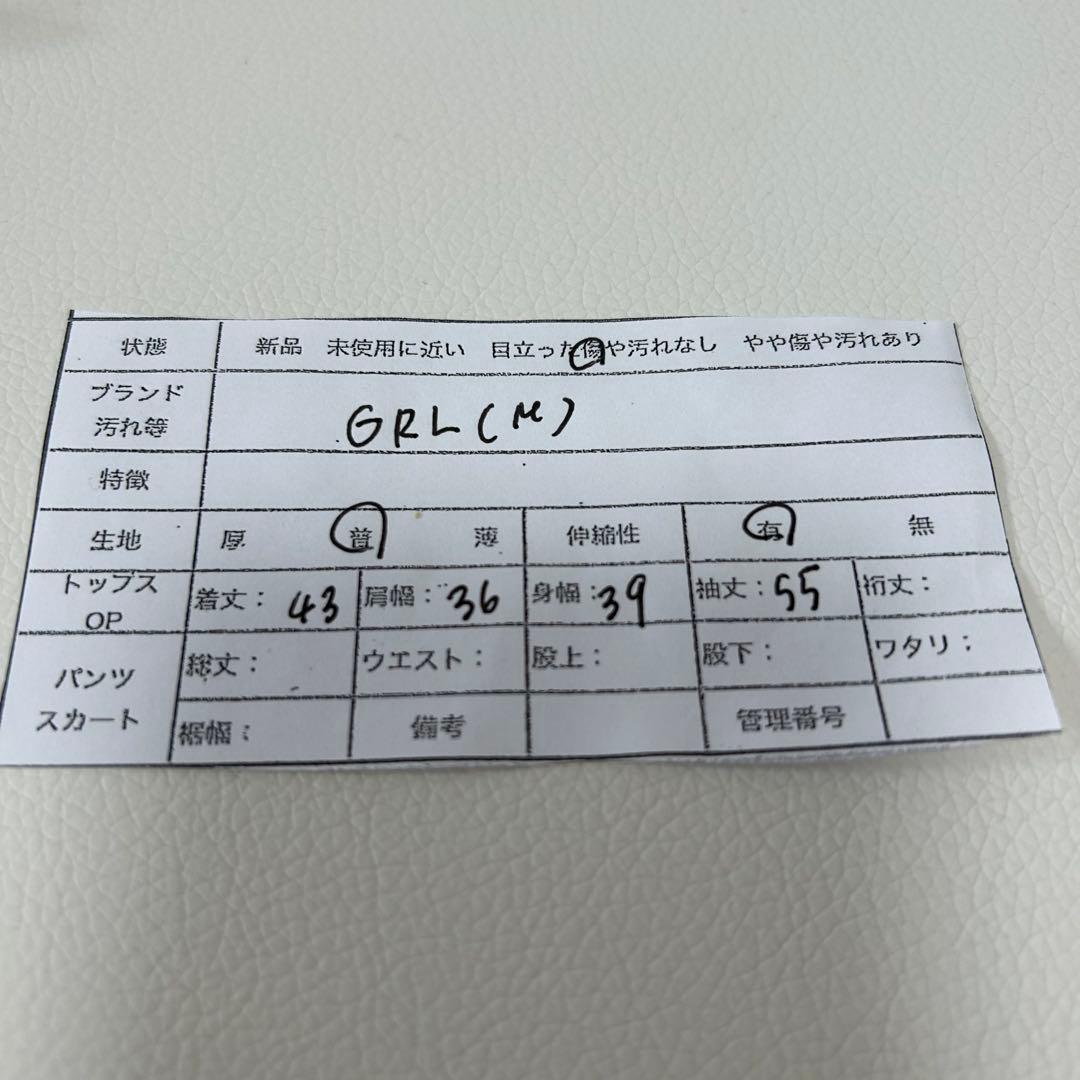 状態 新品 未使用に近い 目立った傷や汚れなし やや傷や汚れあり
ブランド
汚れ等 GRL(M)
特徴
生地 厚 普 薄 伸縮性 有 無
トップス
OP 着丈: 43 肩幅: 36 身幅: 39 袖丈: 55 裄丈:
パンツ
スカート 総丈: ウエスト: 股上: 股下: ワタリ:
裾幅: 備考 管理番号